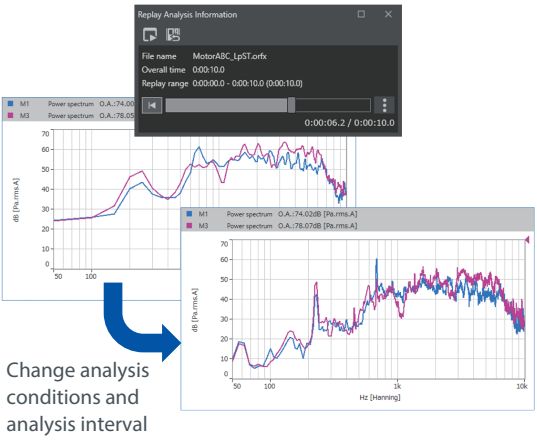 Replay Analysis Information
File name MotorABC_LpST.orfx
Overall time 0:00:10.0
Replay range 0:00:00.0 - 0:00:10.0 (0:00:10.0)
0:00:06.2 / 0:00:10.0
M1 Power spectrum O.A.:74.00
M3 Power spectrum O.A.:78.05
dB [Pa.rms.A]
70
60
50
40
30
20
10
0
50 100
M1 Power spectrum O.A.:74.02dB [Pa.rms.A]
M3 Power spectrum O.A.:78.07dB [Pa.rms.A]
dB [Pa.rms.A]
70
60
50
40
30
20
10
0
50 100 1k 10k
Hz [Hanning]
Change analysis
conditions and
analysis interval